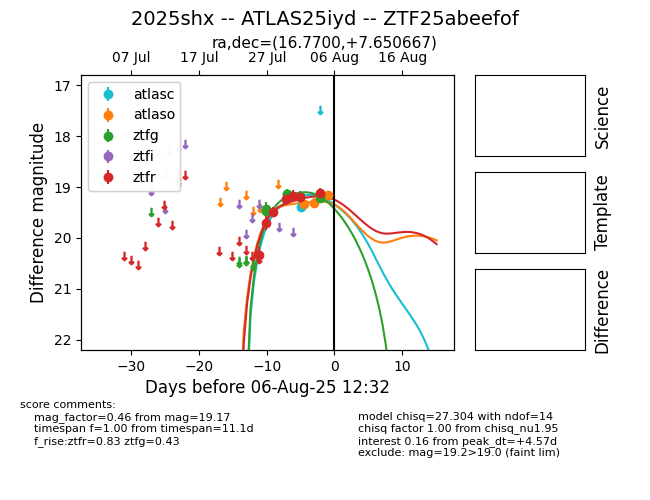 2025shx -- ATLAS25iyd -- ZTF25abeefof
ra,dec=(16.7700,+7.650667)
07 Jul 17 Jul 27 Jul 06 Aug 16 Aug
17
18
19
20
21
22
Difference magnitude
atlasc
atlaso
ztfg
ztfi
ztfr
−30 −20 −10 0 10
Days before 06-Aug-25 12:32
Science
Template
Difference
score comments:
mag_factor=0.46 from mag=19.17
timespan f=1.00 from timespan=11.1d
f_rise:ztfr=0.83 ztfg=0.43
model chisq=27.304 with ndof=14
chisq factor 1.00 from chisq_nu1.95
interest 0.16 from peak_dt=+4.57d
exclude: mag=19.2>19.0 (faint lim)